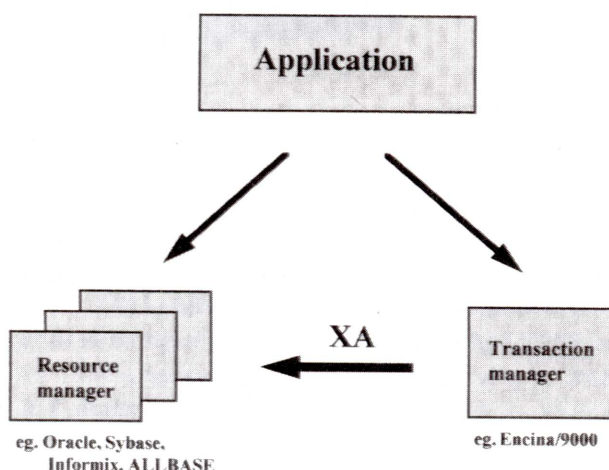 Application
XA
Resource
manager
Transaction
manager
eg. Oracle, Sybase,
Informix, ALLBASE
eg. Encina/9000